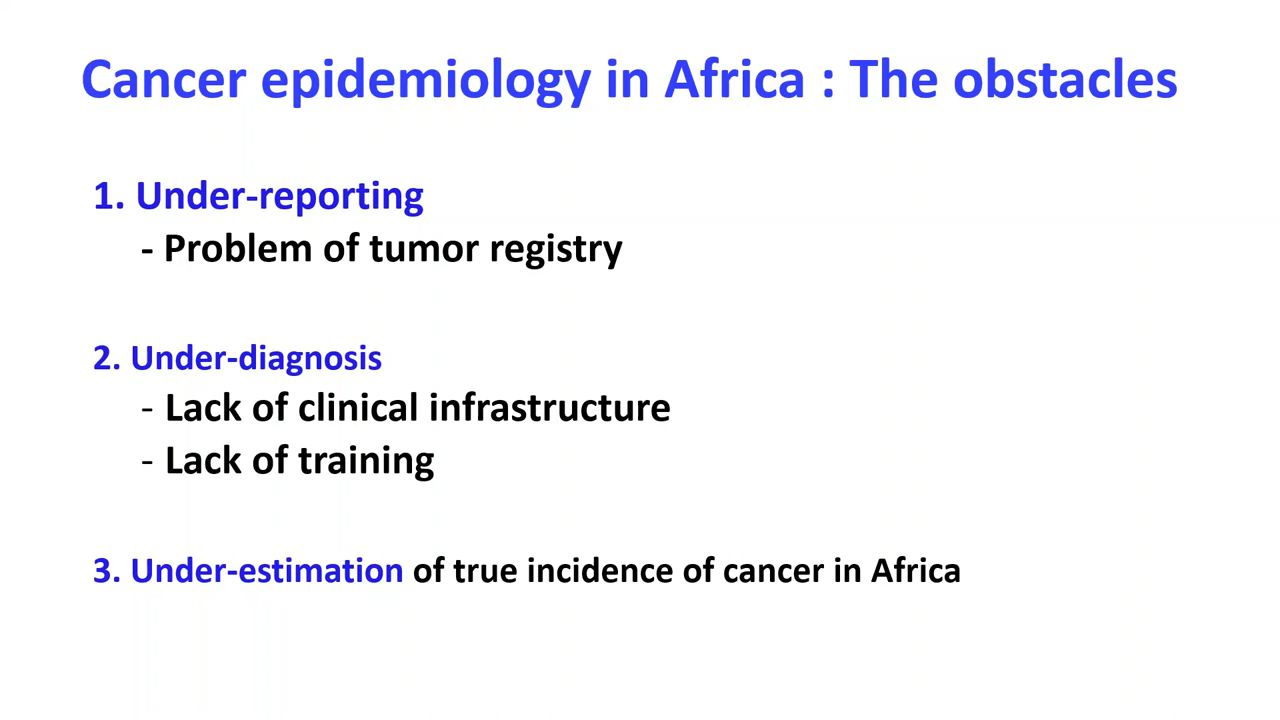 Cancer epidemiology in Africa : The obstacles
1. Under-reporting
- Problem of tumor registry
2. Under-diagnosis
- Lack of clinical infrastructure
- Lack of training
3. Under-estimation of true incidence of cancer in Africa